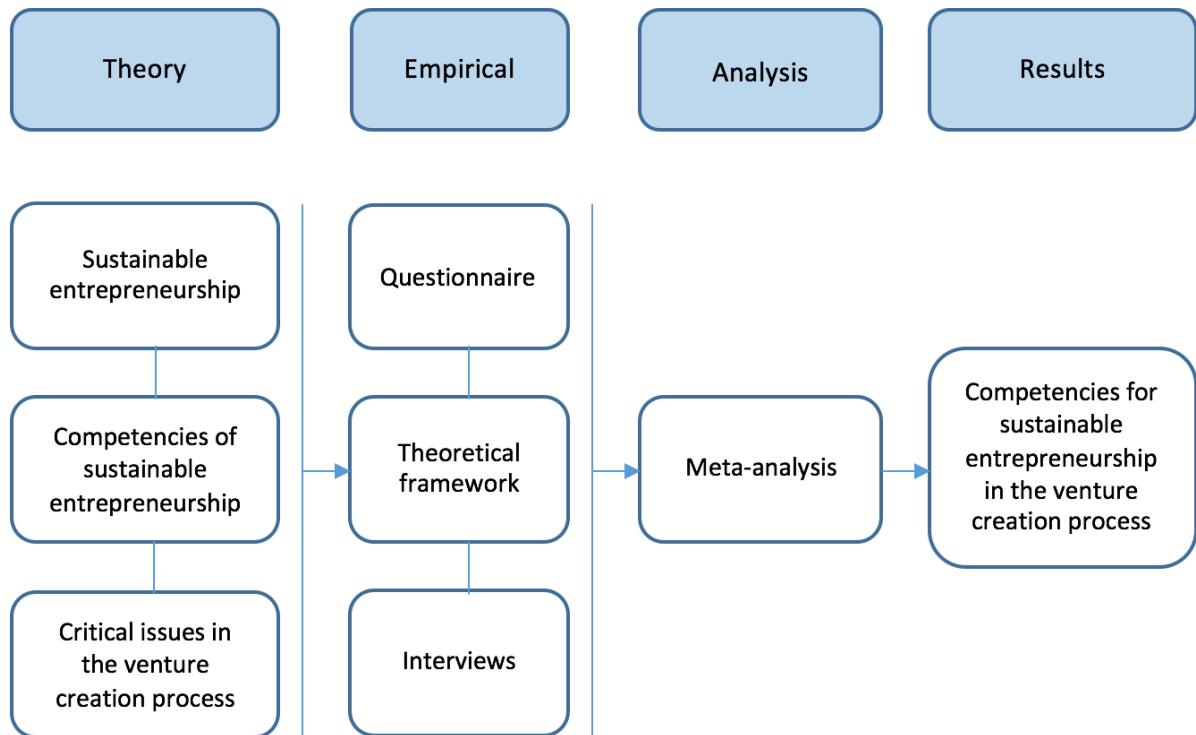 Theory
Empirical
Analysis
Results
Sustainable
entrepreneurship
Competencies of
sustainable
entrepreneurship
Critical issues in
the venture
creation process
Questionnaire
Theoretical
framework
Interviews
Meta-analysis
Competencies for
sustainable
entrepreneurship
in the venture
creation process